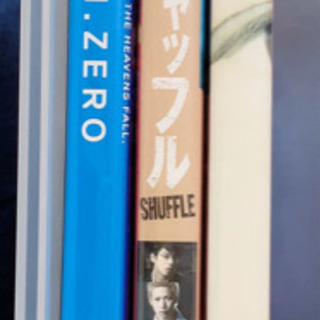 .ZERO
THE HEAVENS FALL.
ャッフル
SHUFFLE